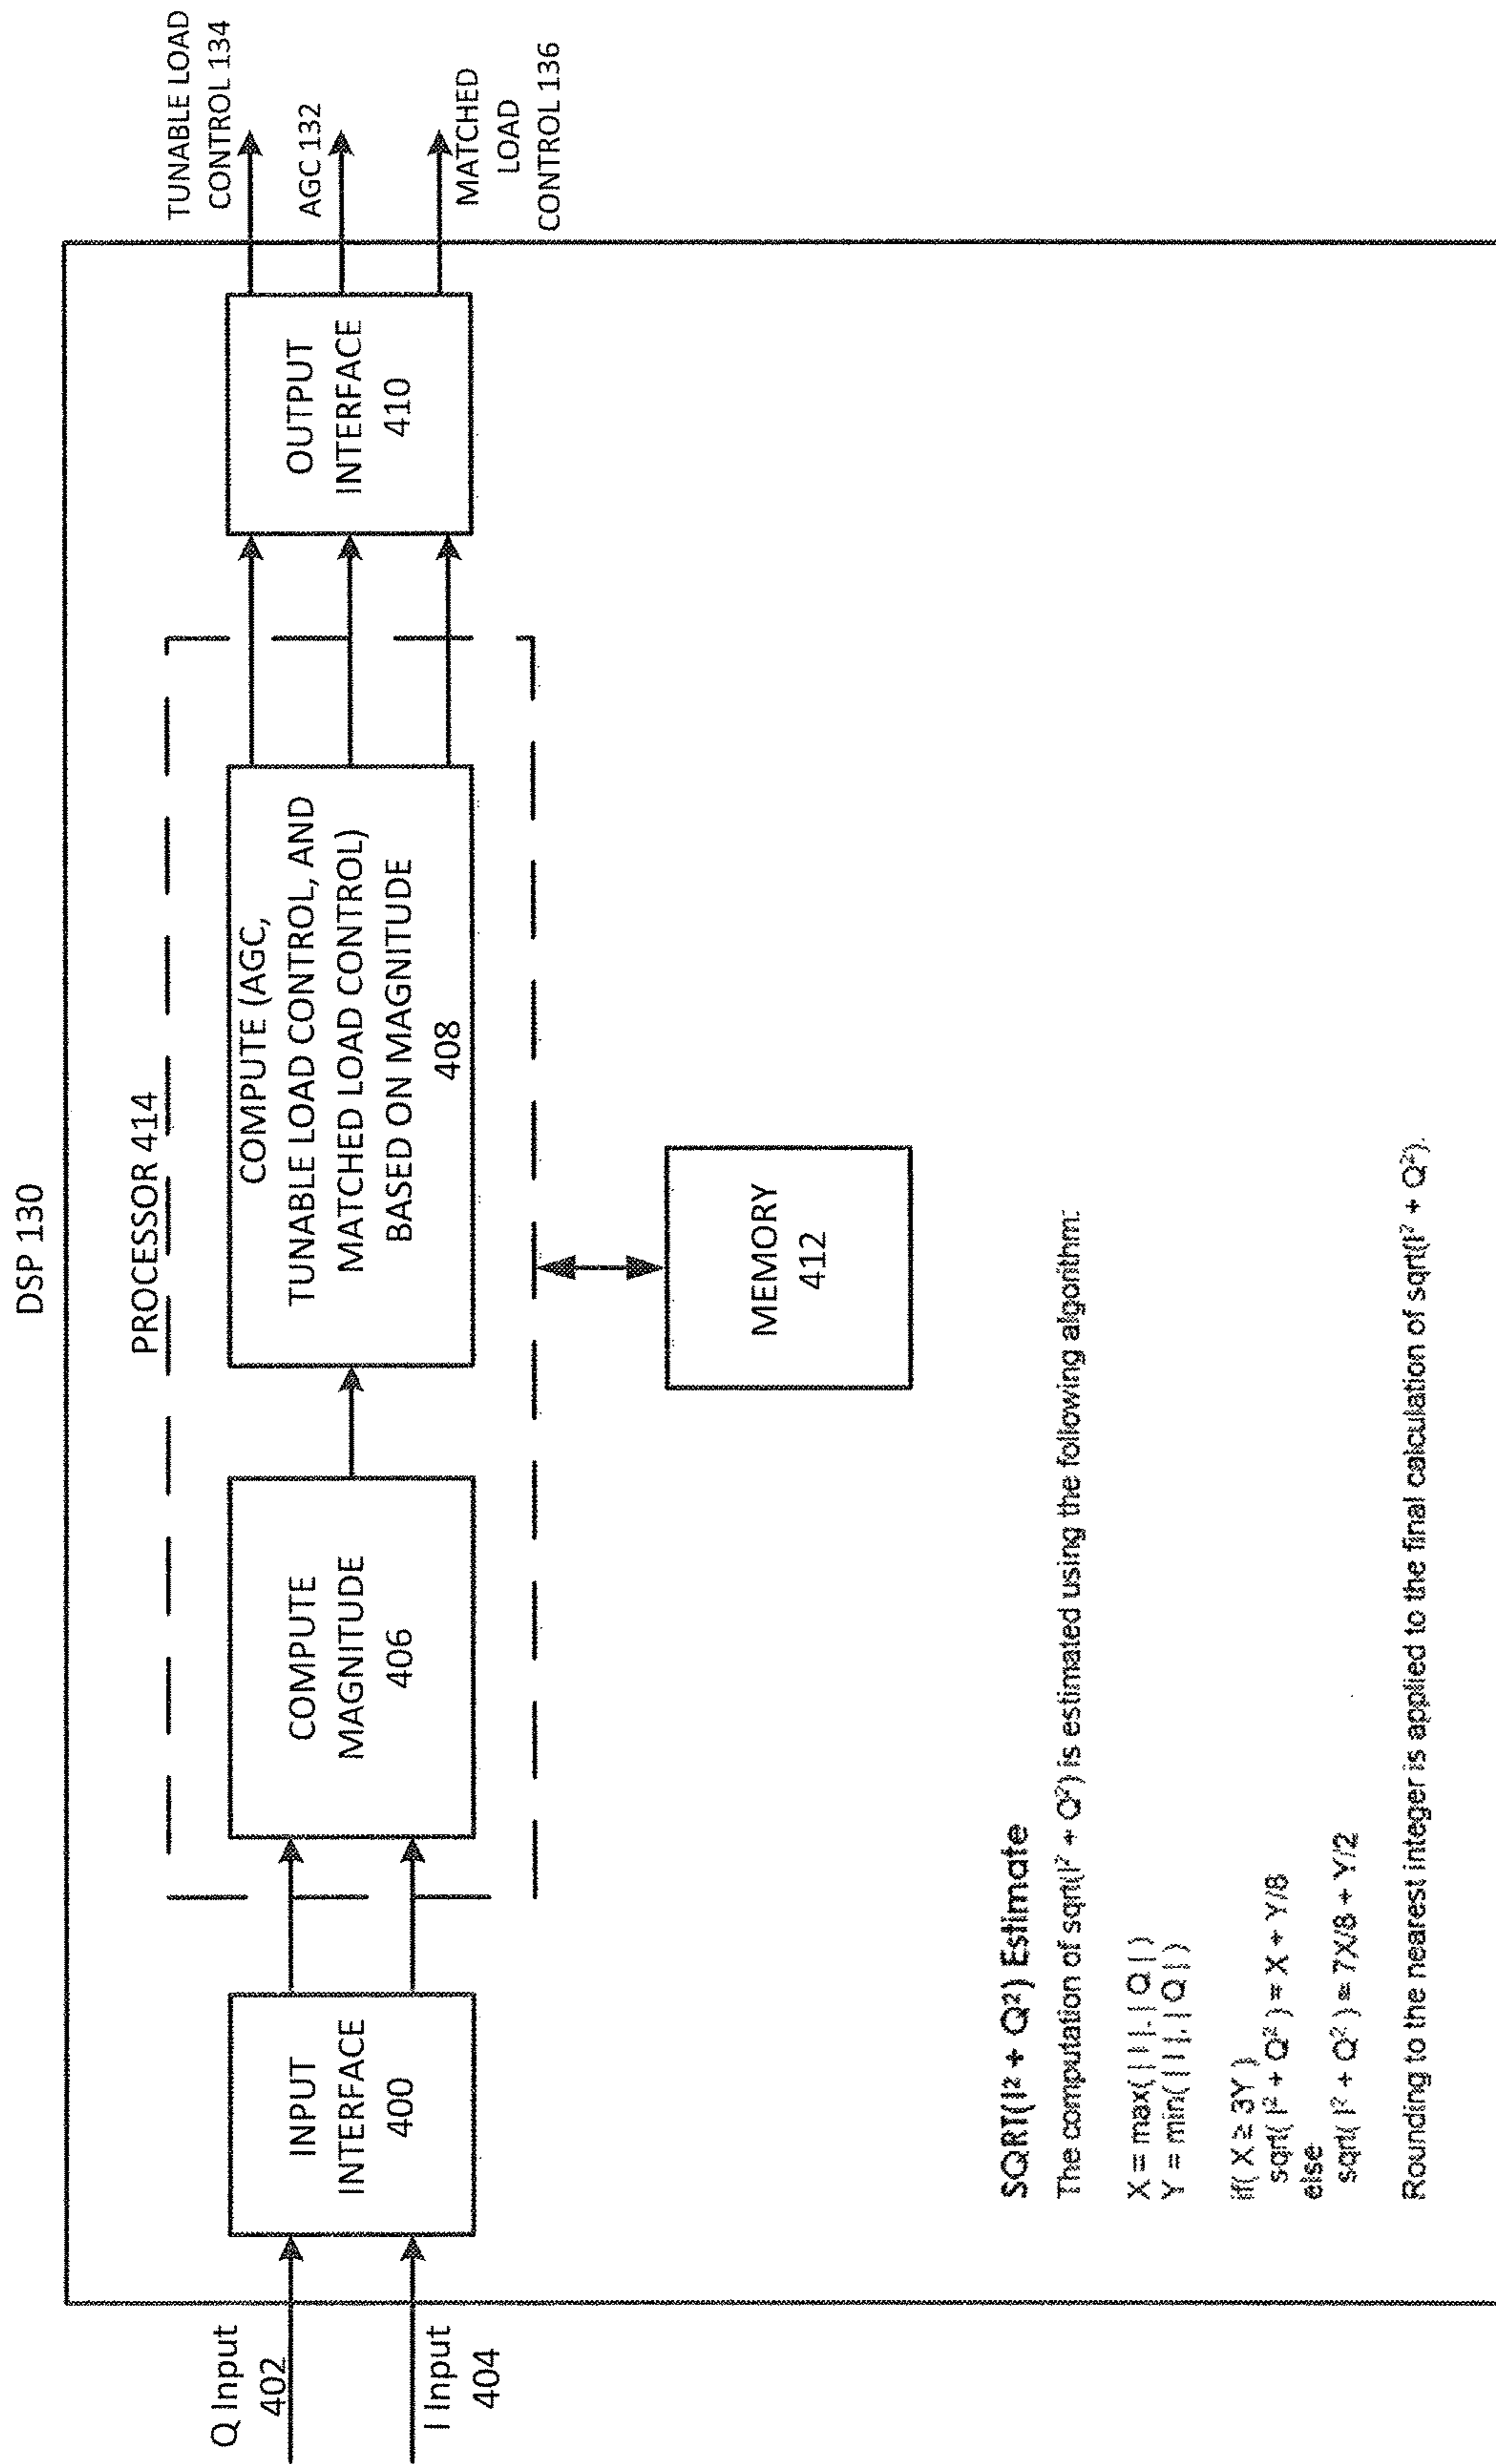 DSP 130
PROCESSOR 414
Q Input
402
I Input
404
INPUT
INTERFACE
400
COMPUTE
MAGNITUDE
406
COMPUTE (AGC,
TUNABLE LOAD CONTROL, AND
MATCHED LOAD CONTROL)
BASED ON MAGNITUDE
408
OUTPUT
INTERFACE
410
TUNABLE LOAD
CONTROL 134
AGC 132
MATCHED
LOAD
CONTROL 136
MEMORY
412
SQRT(I² + Q²) Estimate
The computation of sqrt(I² + Q²) is estimated using the following algorithm:
X = max( | I |, | Q | )
Y = min( | I |, | Q | )
if( X ≥ 3Y )
sqrt( I² + Q² ) = X + Y/8
else
sqrt( I² + Q² ) = 7X/8 + Y/2
Rounding to the nearest integer is applied to the final calculation of sqrt(I² + Q²).